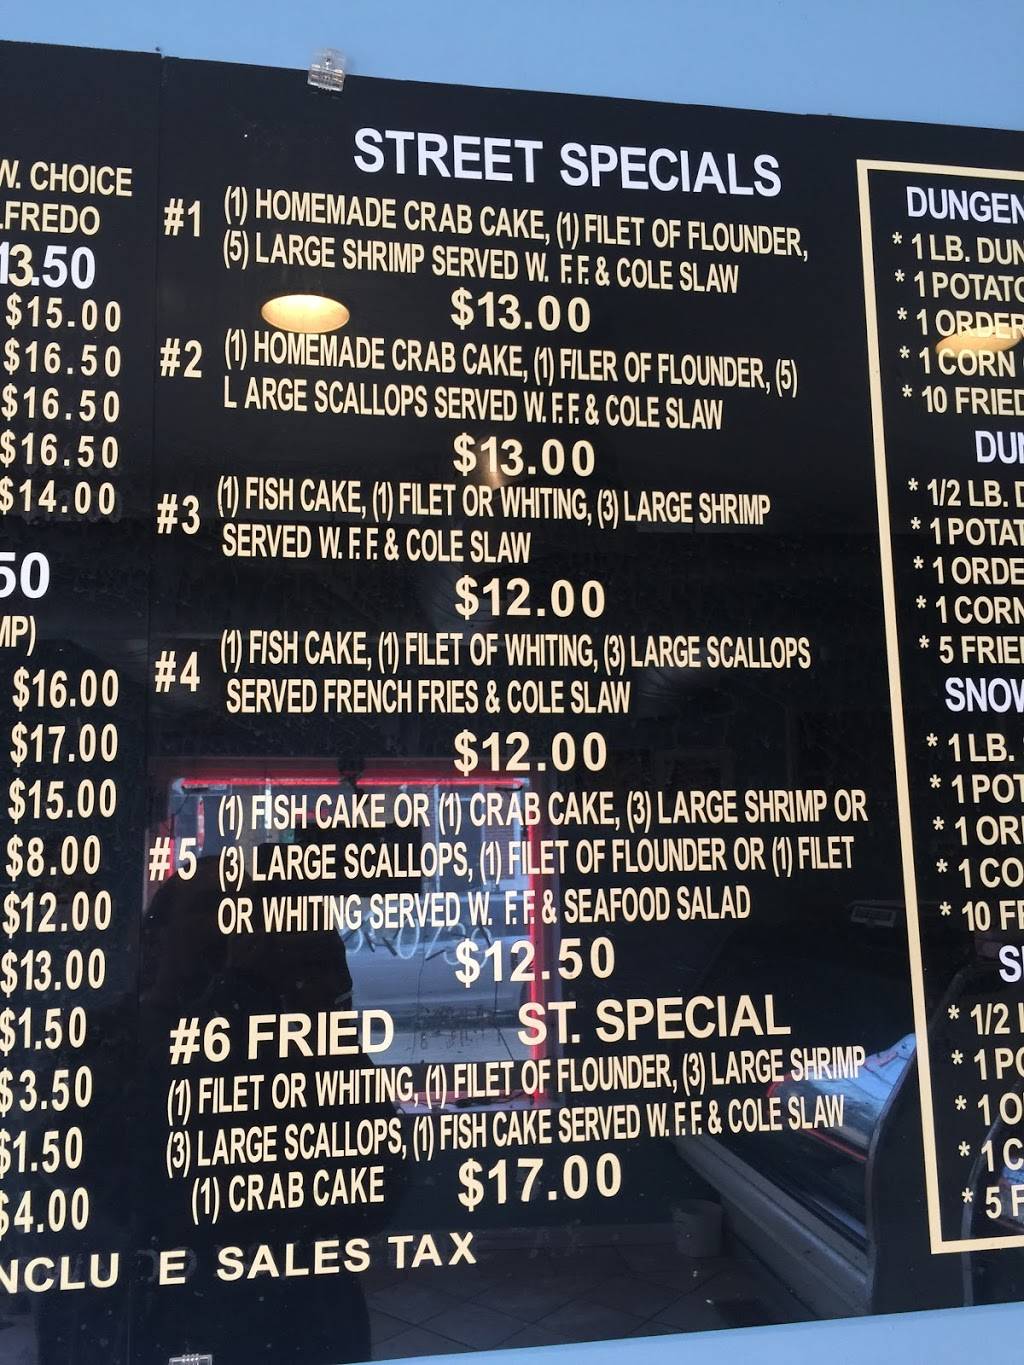 W. CHOICE
LFREDO
13.50
$15.00
$16.50
$16.50
$16.50
$14.00
50
MP)
$16.00
$17.00
$15.00
$8.00
$12.00
$13.00
$1.50
$3.50
$1.50
$4.00
NCLU E SALES TAX
STREET SPECIALS
#1 (1) HOMEMADE CRAB CAKE, (1) FILET OF FLOUNDER,
(5) LARGE SHRIMP SERVED W. F.F. & COLE SLAW
$13.00
#2 (1) HOMEMADE CRAB CAKE, (1) FILER OF FLOUNDER, (5)
L ARGE SCALLOPS SERVED W. F.F. & COLE SLAW
$13.00
#3 (1) FISH CAKE, (1) FILET OR WHITING, (3) LARGE SHRIMP
SERVED W. F.F. & COLE SLAW
$12.00
#4 (1) FISH CAKE, (1) FILET OF WHITING, (3) LARGE SCALLOPS
SERVED FRENCH FRIES & COLE SLAW
$12.00
(1) FISH CAKE OR (1) CRAB CAKE, (3) LARGE SHRIMP OR
#5 (3) LARGE SCALLOPS, (1) FILET OF FLOUNDER OR (1) FILET
OR WHITING SERVED W. F.F. & SEAFOOD SALAD
$12.50
#6 FRIED ST. SPECIAL
(1) FILET OR WHITING, (1) FILET OF FLOUNDER, (3) LARGE SHRIMP
(3) LARGE SCALLOPS, (1) FISH CAKE SERVED W. F.F. & COLE SLAW
(1) CRAB CAKE $17.00
DUNGEN
* 1 LB. DUN
* 1 POTATO
* 1 ORDER
* 1 CORN
* 10 FRIED
DUN
* 1/2 LB. D
* 1 POTAT
* 1 ORDE
* 1 CORN
* 5 FRIE
SNOW
* 1 LB.
* 1 POT
* 1 OR
* 1 CO
* 10 F
S
* 1/2
* 1 PO
* 1 O
* 1 C
* 5 F